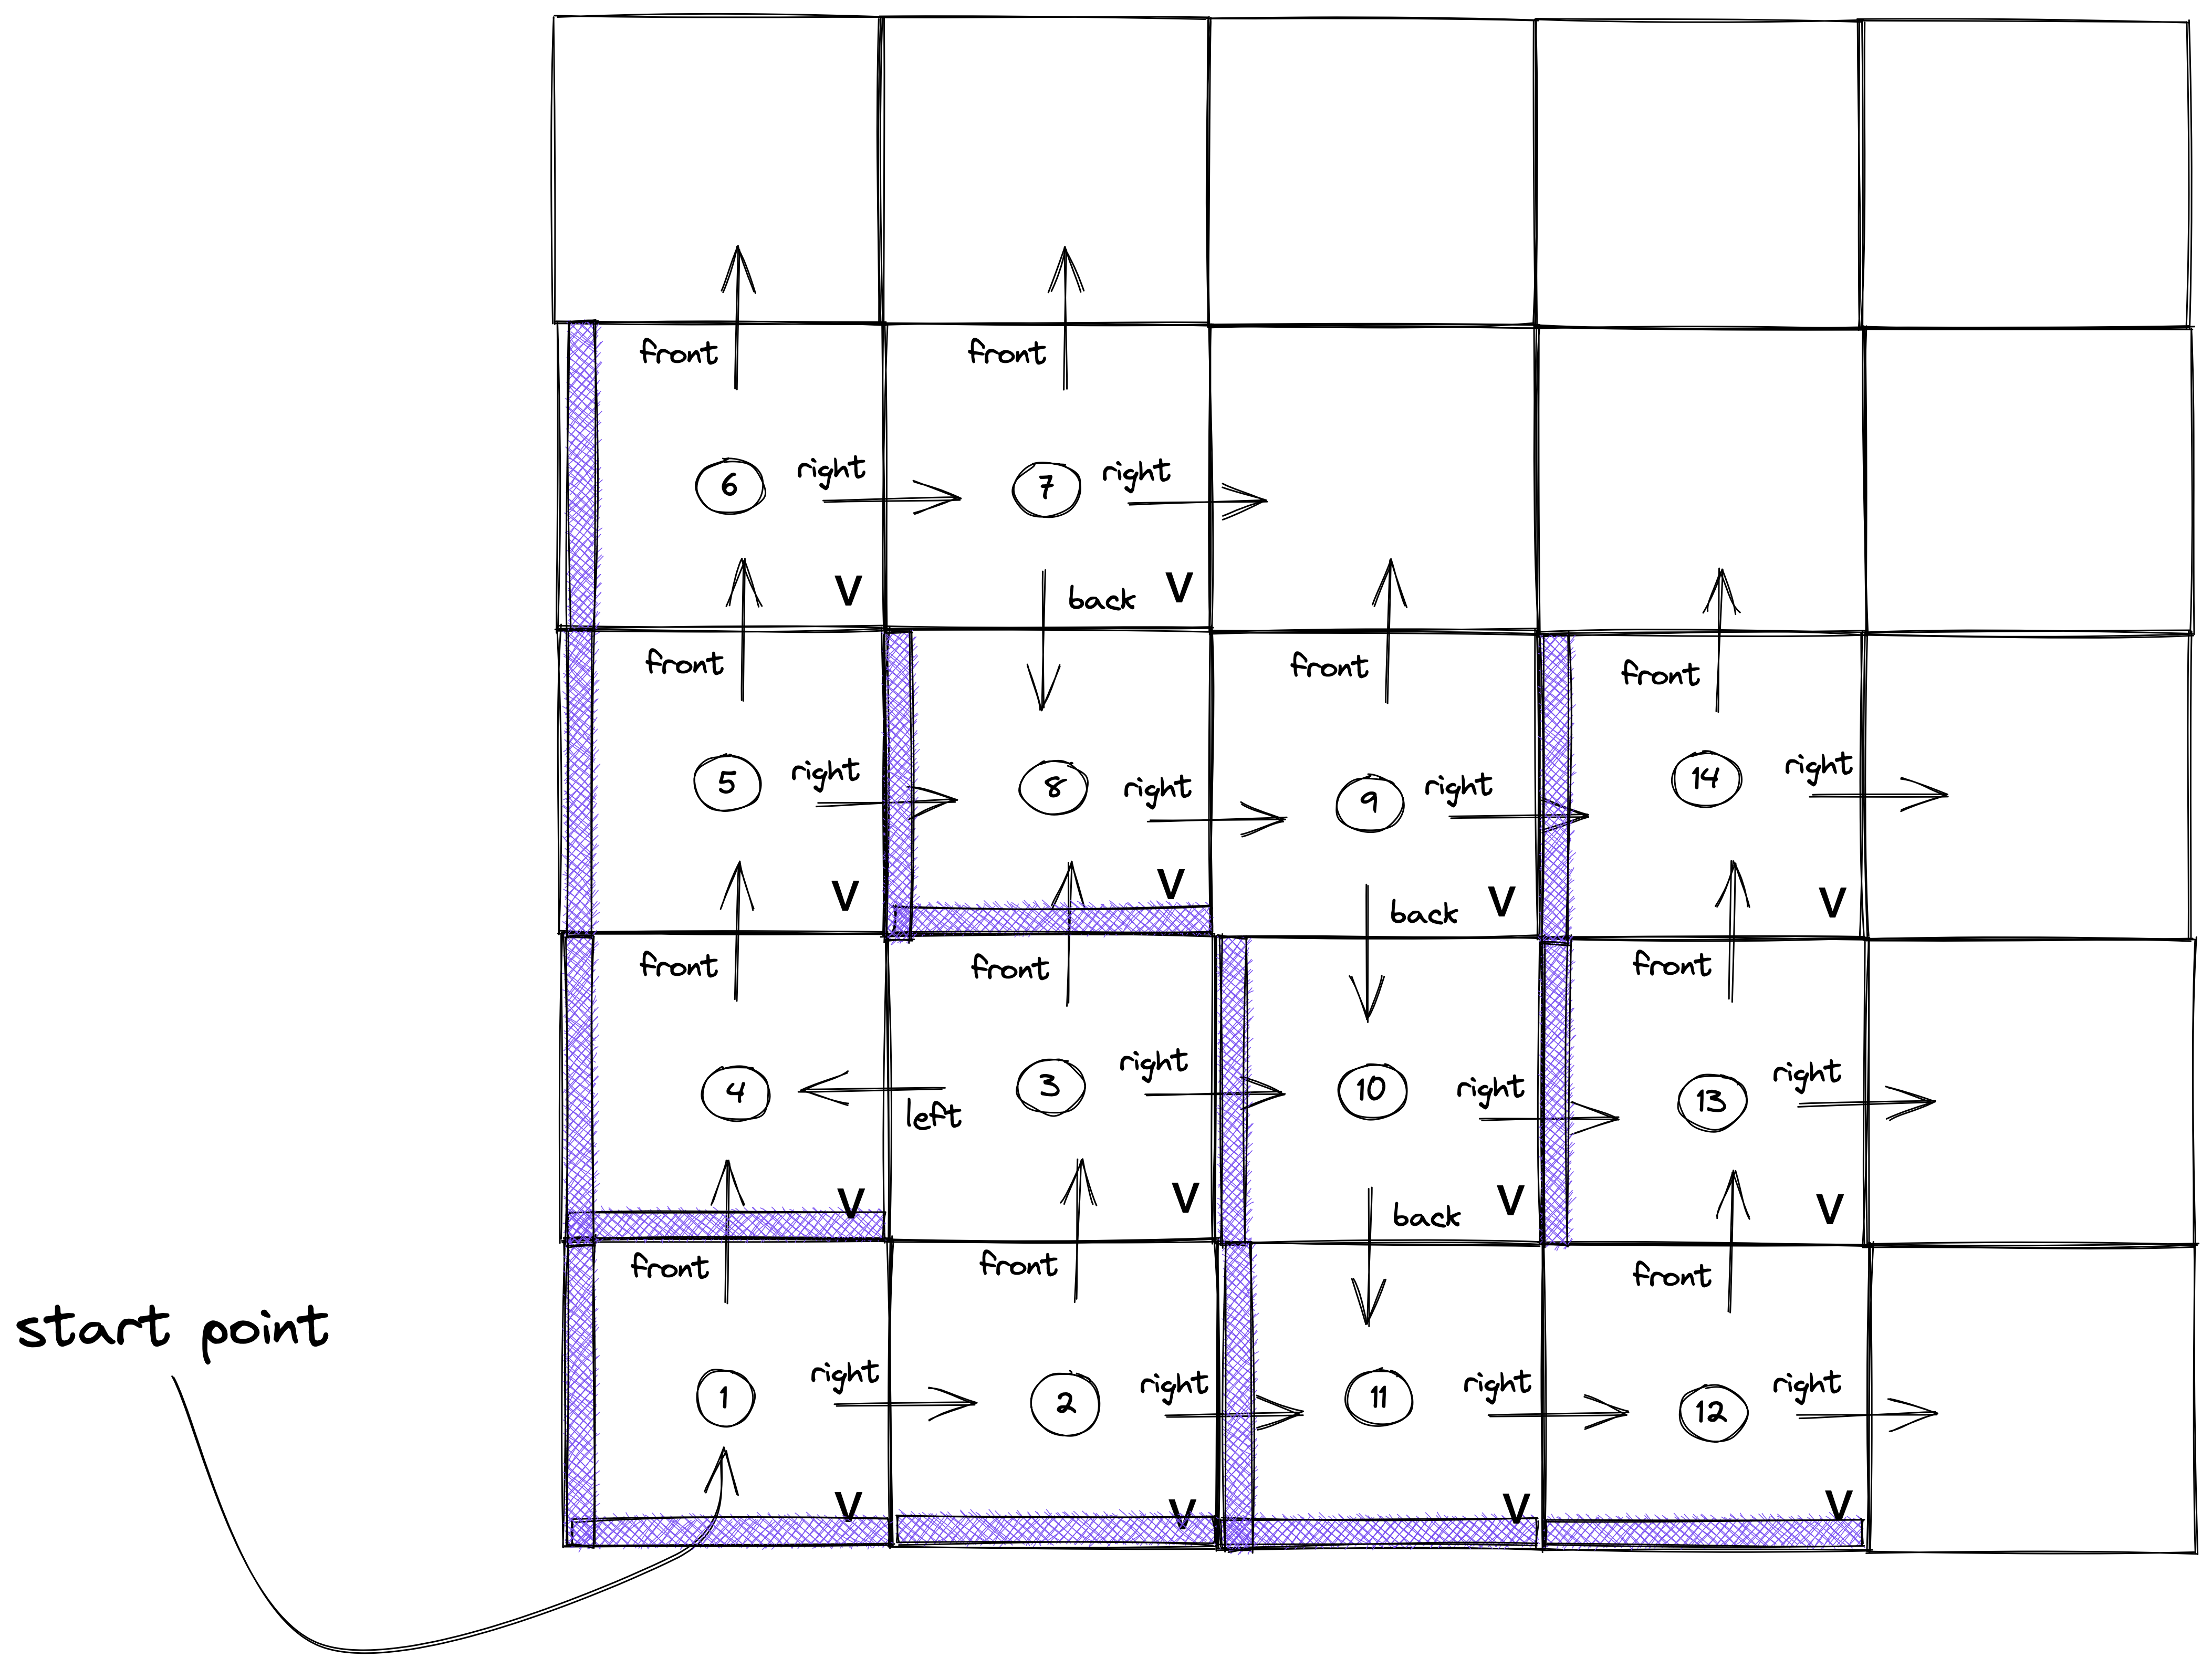 front
front
6
right
7
right
V
back
V
front
front
front
5
right
8
right
9
right
14
right
V
V
back
V
V
front
front
front
4
left
3
right
10
right
13
right
V
V
back
V
V
front
front
front
start point
1
right
2
right
11
right
12
right
V
V
V
V